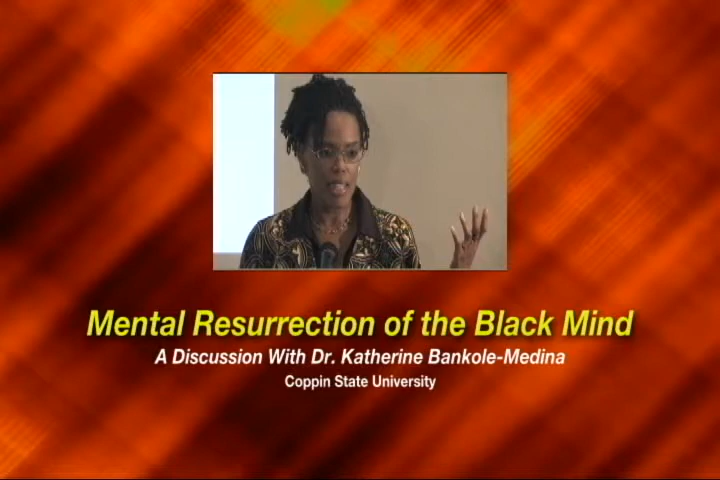 Mental Resurrection of the Black Mind
A Discussion With Dr. Katherine Bankole-Medina
Coppin State University